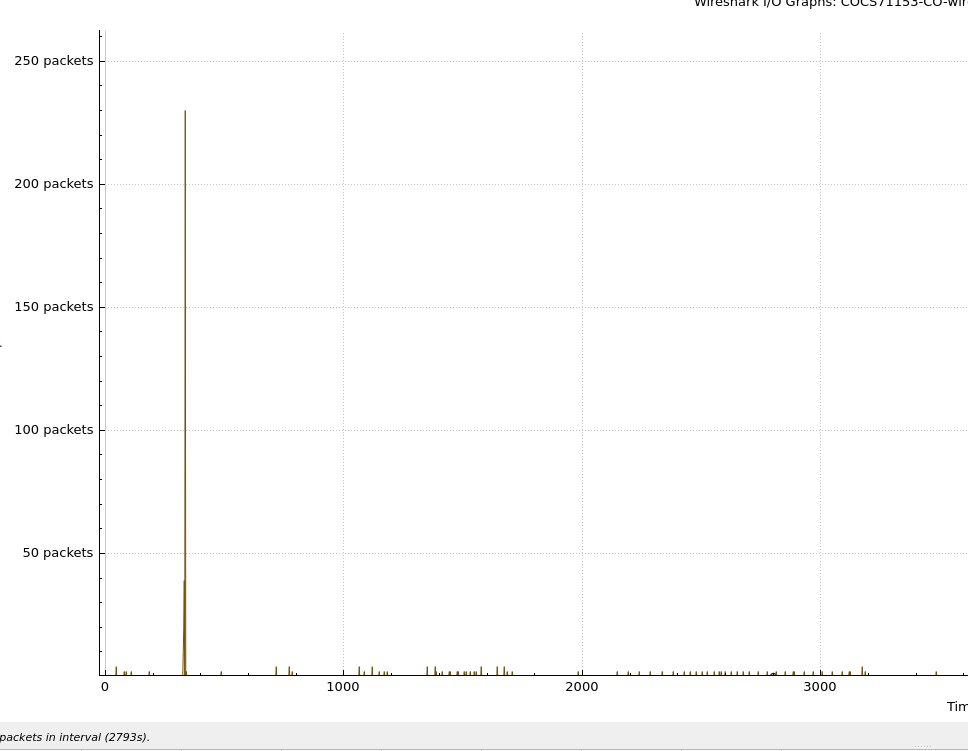 Wireshark I/O Graphs: COCS71153-CO-wir
250 packets
200 packets
150 packets
100 packets
50 packets
0 1000 2000 3000
Tim
packets in interval (2793s).